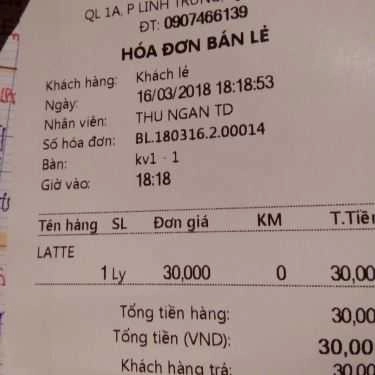 QL 1A, P LINH TRUNG,
ĐT: 0907466139
HÓA ĐƠN BÁN LẺ
Khách hàng: Khách lẻ
Ngày: 16/03/2018 18:18:53
Nhân viên: THU NGAN TD
Số hóa đơn: BL.180316.2.00014
Bàn: kv1 - 1
Giờ vào: 18:18
Tên hàng SL Đơn giá KM T.Tiền
LATTE
1 Ly 30,000 0 30,00
Tổng tiền hàng: 30,00
Tổng tiền (VND): 30,00
Khách hàng trả: 30,00